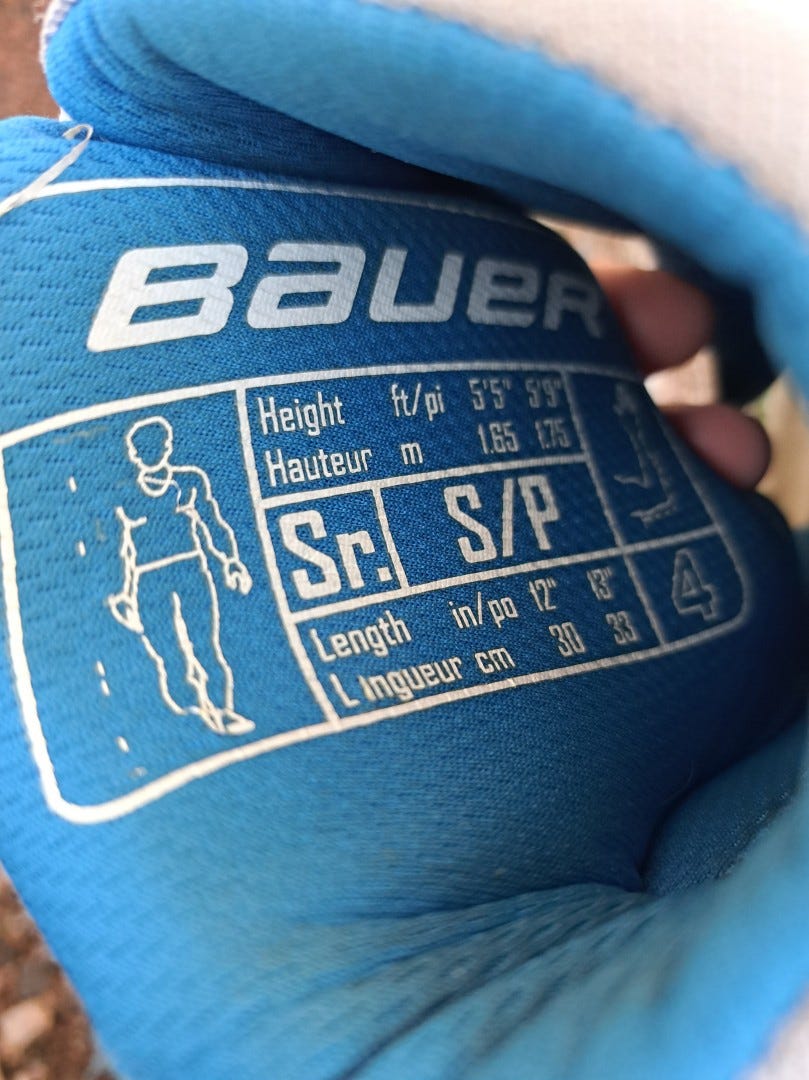 BAUER
Height ft/pi 5'5" 5'9"
Hauteur m 1.65 1.75
Sr. S/P
Length in/po 12" 13"
L ngueur cm 30 33
4